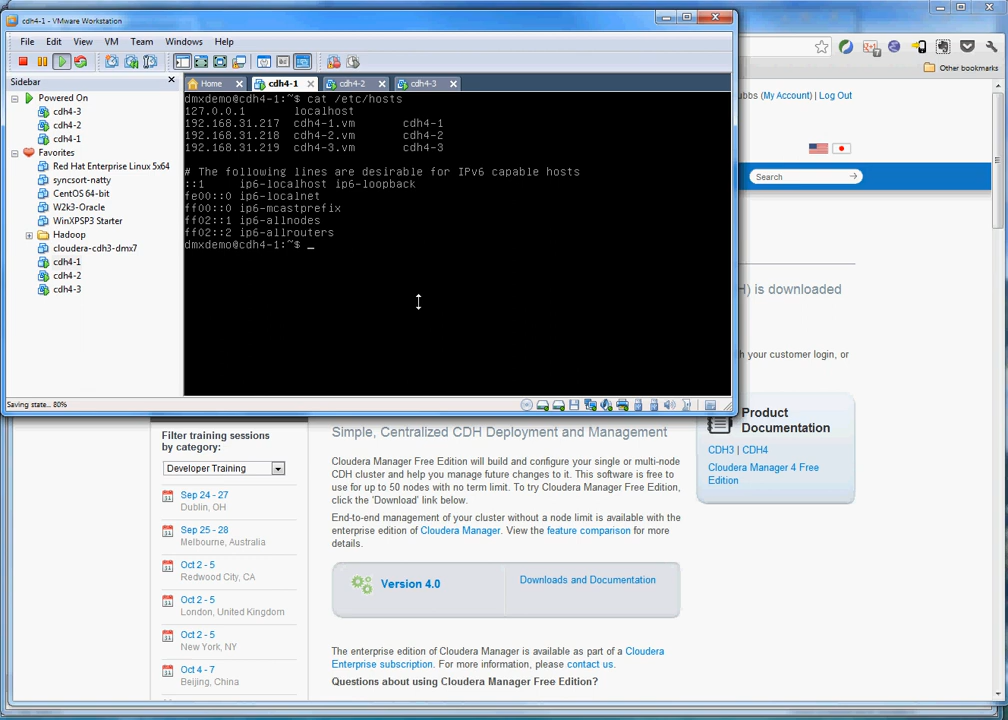 cdh4-1 - VMware Workstation
File Edit View VM Team Windows Help
Sidebar
Powered On
cdh4-3
cdh4-2
cdh4-1
Favorites
Red Hat Enterprise Linux 5x64
syncsort-natty
CentOS 64-bit
W2k3-Oracle
WinXPSP3 Starter
Hadoop
cloudera-cdh3-dmx7
cdh4-1
cdh4-2
cdh4-3
Home cdh4-1 cdh4-2 cdh4-3
dmxdemo@cdh4-1:~$ cat /etc/hosts
127.0.0.1 localhost
192.168.31.217 cdh4-1.vm cdh4-1
192.168.31.218 cdh4-2.vm cdh4-2
192.168.31.219 cdh4-3.vm cdh4-3
# The following lines are desirable for IPv6 capable hosts
::1 ip6-localhost ip6-loopback
fe00::0 ip6-localnet
ff00::0 ip6-mcastprefix
ff02::1 ip6-allnodes
ff02::2 ip6-allrouters
dmxdemo@cdh4-1:~$ _
Saving state... 80%
Other bookmarks
ubbs (My Account) | Log Out
Search
H) is downloaded
h your customer login, or
Product
Documentation
CDH3 | CDH4
Cloudera Manager 4 Free
Edition
Filter training sessions
by category:
Developer Training
Sep 24 - 27
Dublin, OH
Sep 25 - 28
Melbourne, Australia
Oct 2 - 5
Redwood City, CA
Oct 2 - 5
London, United Kingdom
Oct 2 - 5
New York, NY
Oct 4 - 7
Beijing, China
Simple, Centralized CDH Deployment and Management
Cloudera Manager Free Edition will build and configure your single or multi-node
CDH cluster and help you manage future changes to it. This software is free to
use for up to 50 nodes with no term limit. To try Cloudera Manager Free Edition,
click the 'Download' link below.
End-to-end management of your cluster without a node limit is available with the
enterprise edition of Cloudera Manager. View the feature comparison for more
details.
Version 4.0
Downloads and Documentation
The enterprise edition of Cloudera Manager is available as part of a Cloudera
Enterprise subscription. For more information, please contact us.
Questions about using Cloudera Manager Free Edition?